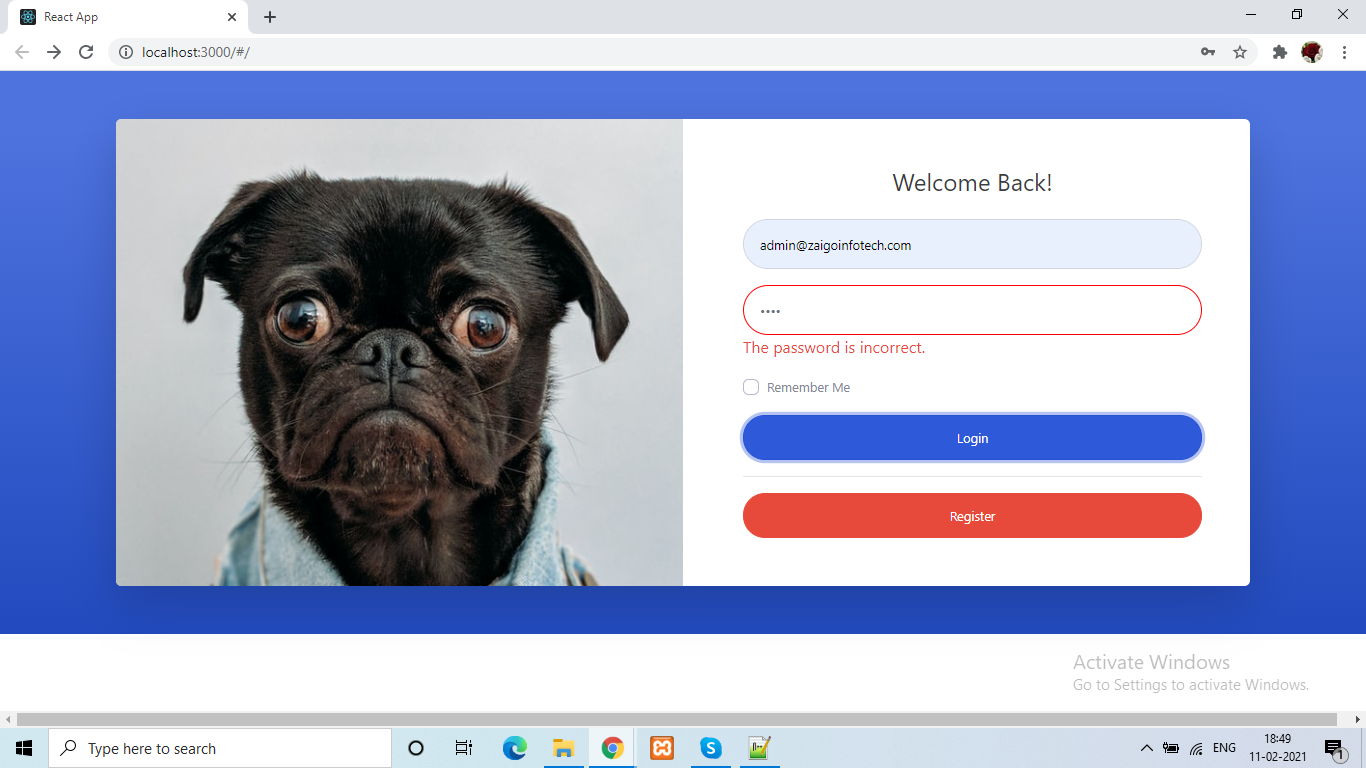 React App
localhost:3000/#/
Welcome Back!
admin@zaigoinfotech.com
••••
The password is incorrect.
Remember Me
Login
Register
Activate Windows
Go to Settings to activate Windows.
Type here to search
ENG
18:49
11-02-2021
1